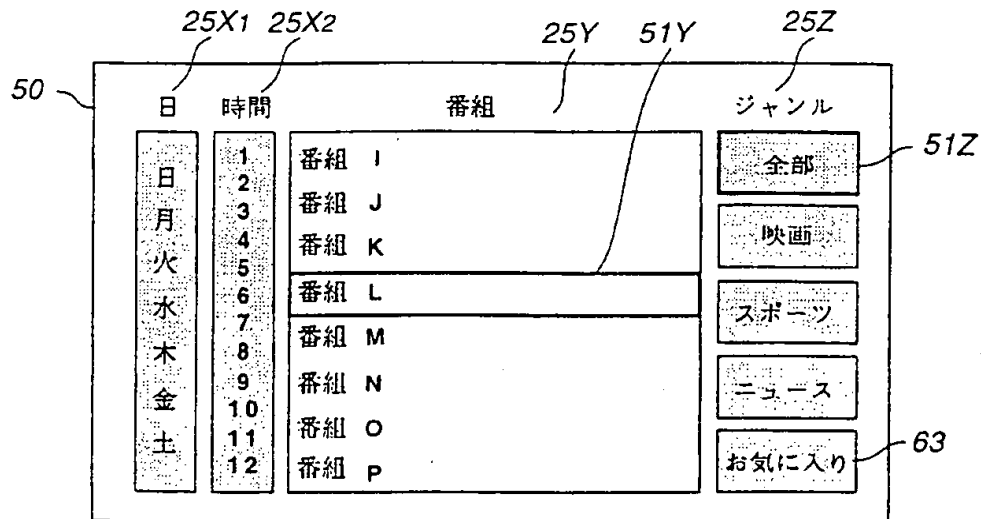 25X1 25X2 25Y 51Y 25Z
50
日 時間 番組 ジャンル
日
月
火
水
木
金
土
1
2
3
4
5
6
7
8
9
10
11
12
番組 I
番組 J
番組 K
番組 L
番組 M
番組 N
番組 O
番組 P
全部
51Z
映画
スポーツ
ニュース
お気に入り
63